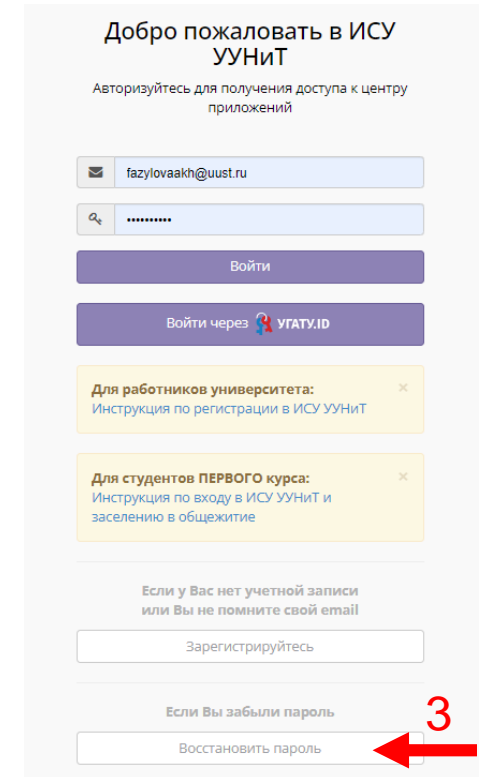 Добро пожаловать в ИСУ
УУНиТ
Авторизуйтесь для получения доступа к центру
приложений
fazylovaakh@uust.ru
••••••••••
Войти
Войти через УГАТУ.ID
Для работников университета: ×
Инструкция по регистрации в ИСУ УУНиТ
Для студентов ПЕРВОГО курса: ×
Инструкция по входу в ИСУ УУНиТ и
заселению в общежитие
Если у Вас нет учетной записи
или Вы не помните свой email
Зарегистрируйтесь
Если Вы забыли пароль
3
Восстановить пароль